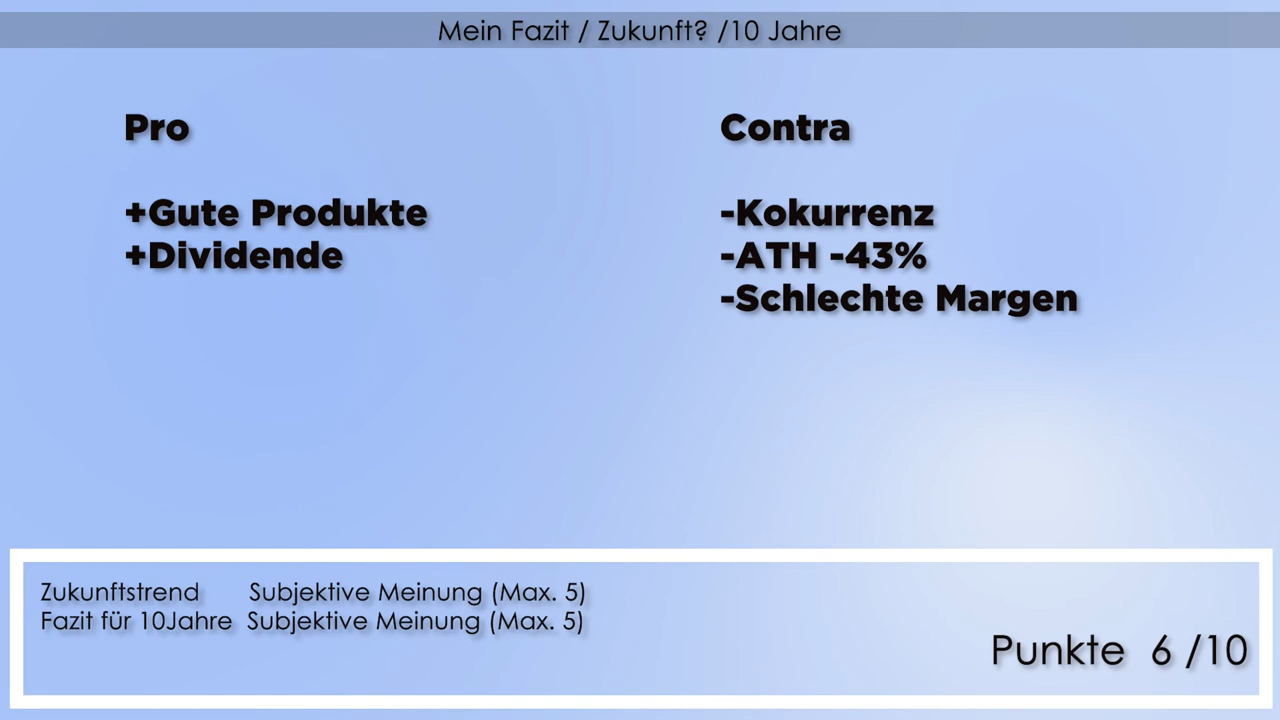 Mein Fazit / Zukunft? /10 Jahre
Pro
+Gute Produkte
+Dividende
Contra
-Kokurrenz
-ATH -43%
-Schlechte Margen
Zukunftstrend Subjektive Meinung (Max. 5)
Fazit für 10Jahre Subjektive Meinung (Max. 5)
Punkte 6 /10